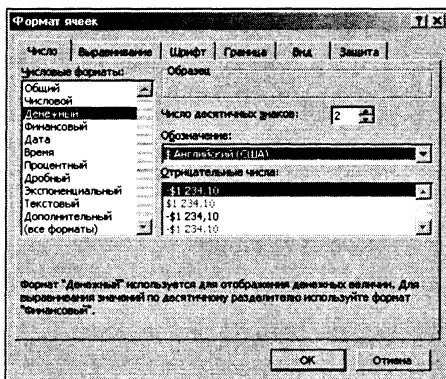 Формат ячеек
Число Выравнивание Шрифт Граница Вид Защита
Числовые форматы:
Образец
Общий
Числовой
Денежный
Финансовый
Дата
Время
Процентный
Дробный
Экспоненциальный
Текстовый
Дополнительный
(все форматы)
Число десятичных знаков: 2
Обозначение:
$ Английский (США)
Отрицательные числа:
-$1 234,10
$1 234,10
-$1 234,10
-$1 234,10
Формат "Денежный" используется для отображения денежных величин. Для
выравнивания значений по десятичному разделителю используйте формат
"Финансовый".
ОК Отмена